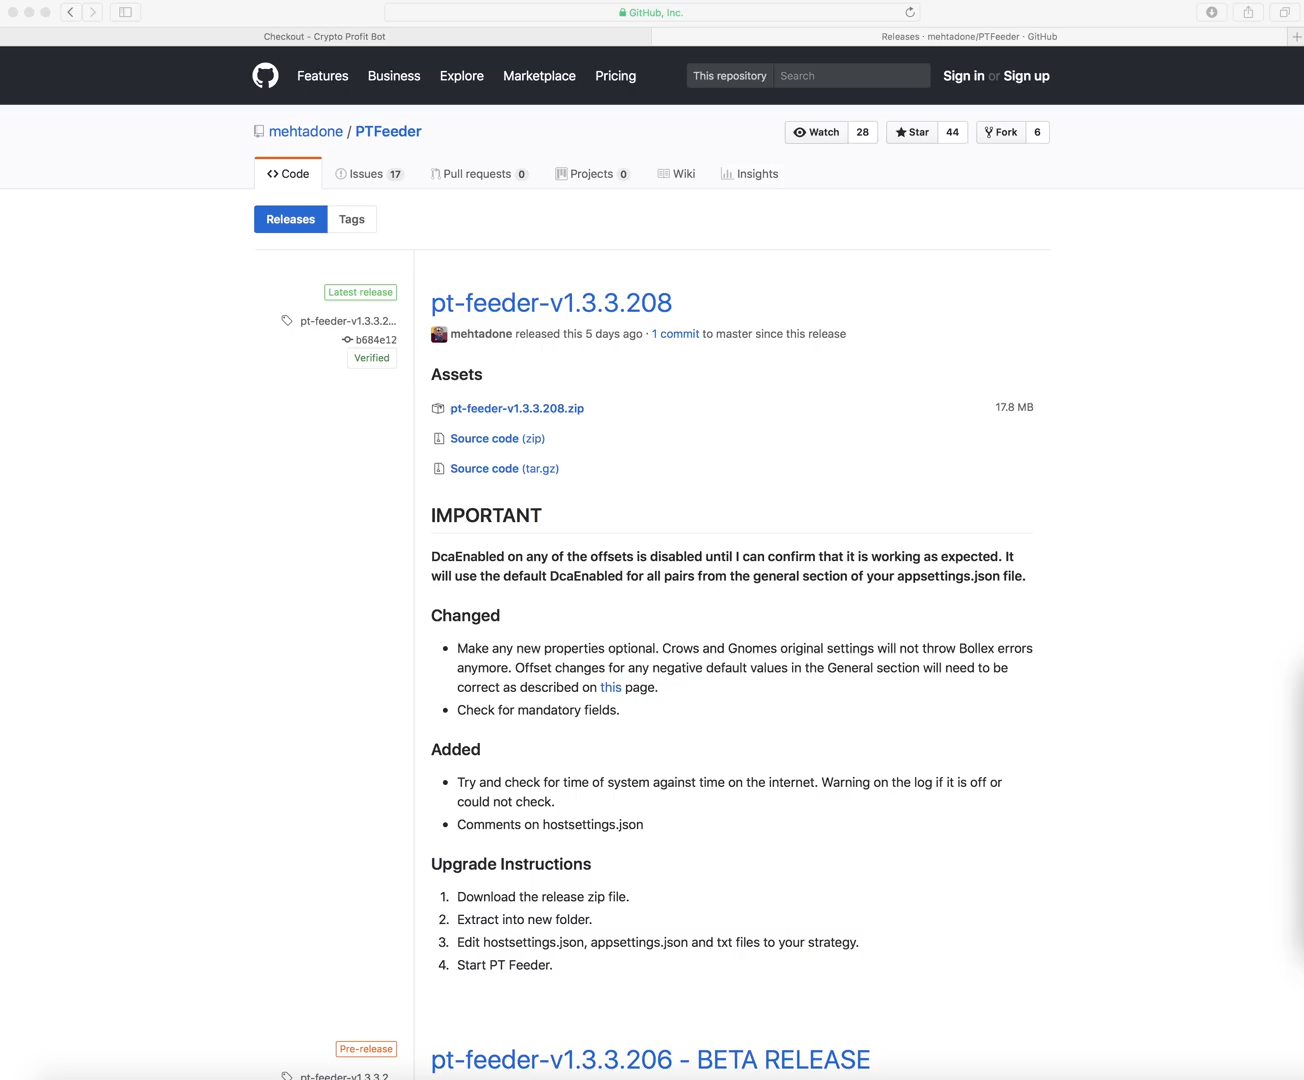 GitHub, Inc.
Checkout - Crypto Profit Bot
Releases · mehtadone/PTFeeder · GitHub
Features Business Explore Marketplace Pricing
This repository Search
Sign in or Sign up
mehtadone / PTFeeder
Watch 28 Star 44 Fork 6
Code Issues 17 Pull requests 0 Projects 0 Wiki Insights
Releases Tags
Latest release
pt-feeder-v1.3.3.2...
b684e12
Verified
pt-feeder-v1.3.3.208
mehtadone released this 5 days ago · 1 commit to master since this release
Assets
pt-feeder-v1.3.3.208.zip 17.8 MB
Source code (zip)
Source code (tar.gz)
IMPORTANT
DcaEnabled on any of the offsets is disabled until I can confirm that it is working as expected. It
will use the default DcaEnabled for all pairs from the general section of your appsettings.json file.
Changed
• Make any new properties optional. Crows and Gnomes original settings will not throw Bollex errors
anymore. Offset changes for any negative default values in the General section will need to be
correct as described on this page.
• Check for mandatory fields.
Added
• Try and check for time of system against time on the internet. Warning on the log if it is off or
could not check.
• Comments on hostsettings.json
Upgrade Instructions
1. Download the release zip file.
2. Extract into new folder.
3. Edit hostsettings.json, appsettings.json and txt files to your strategy.
4. Start PT Feeder.
Pre-release
pt-feeder-v1.3.3.2
pt-feeder-v1.3.3.206 - BETA RELEASE